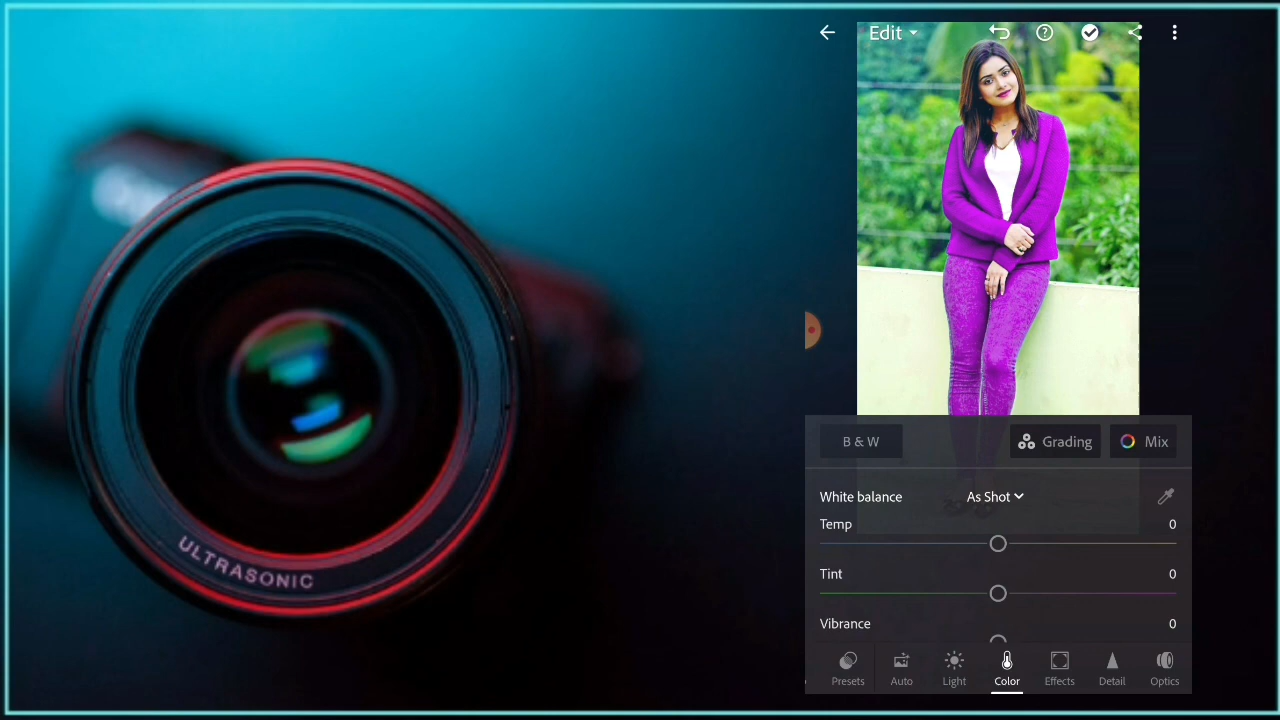 Edit
ULTRASONIC
B & W
Grading
Mix
White balance
As Shot
Temp
0
Tint
0
Vibrance
0
Presets
Auto
Light
Color
Effects
Detail
Optics